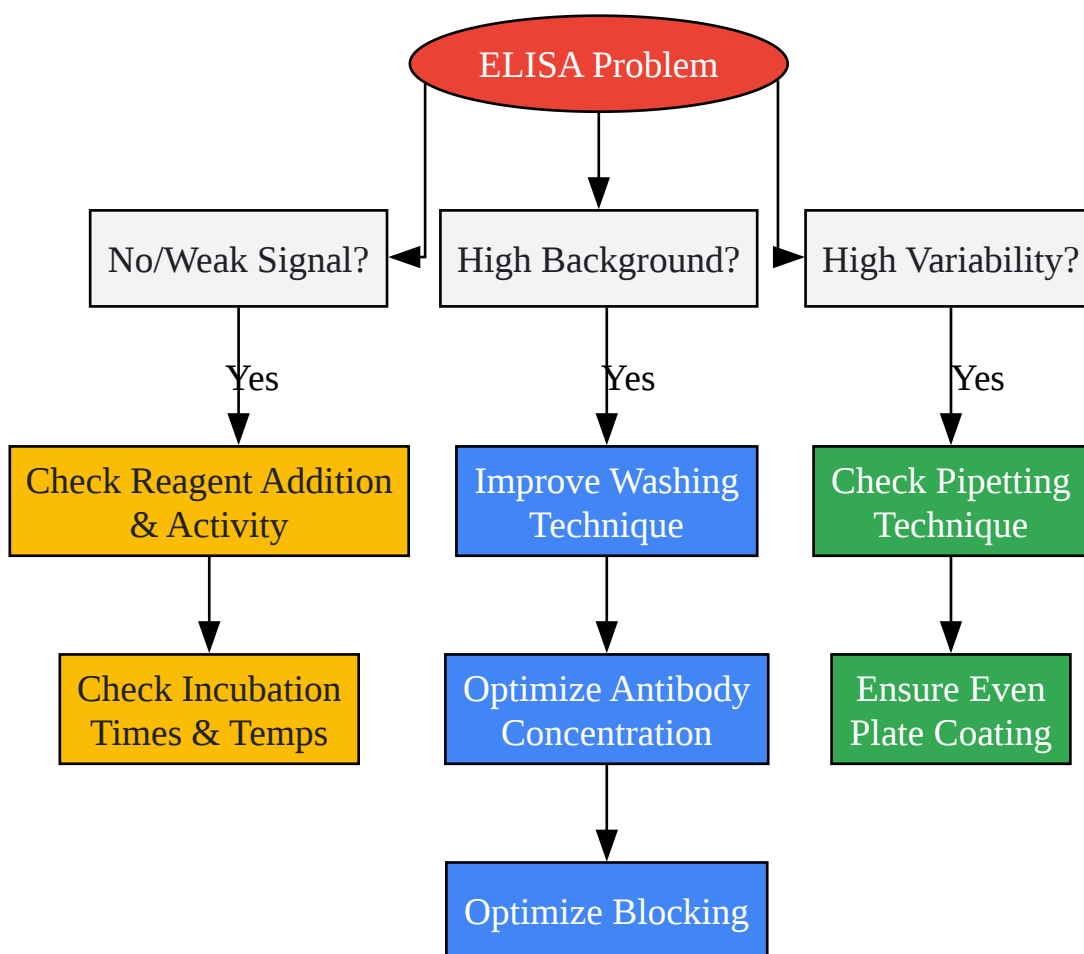 ELISA Problem
No/Weak Signal?
High Background?
High Variability?
Yes
Yes
Yes
Check Reagent Addition
& Activity
Improve Washing
Technique
Check Pipetting
Technique
Check Incubation
Times & Temps
Optimize Antibody
Concentration
Ensure Even
Plate Coating
Optimize Blocking